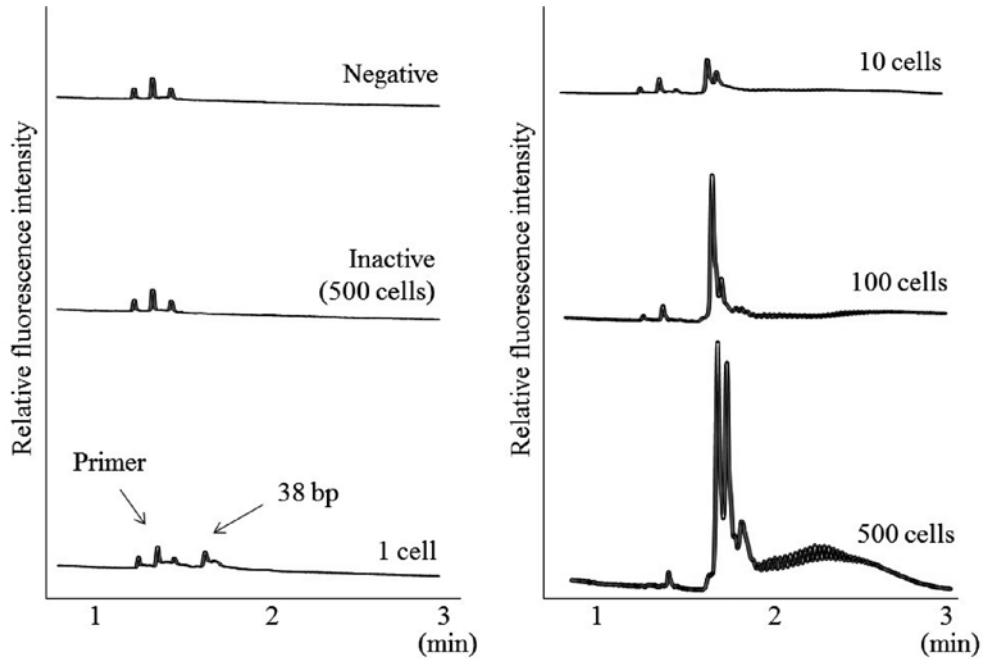 Relative fluorescence intensity
Negative
Inactive
(500 cells)
Primer
38 bp
1 cell
1
2
3
(min)
Relative fluorescence intensity
10 cells
100 cells
500 cells
1
2
3
(min)